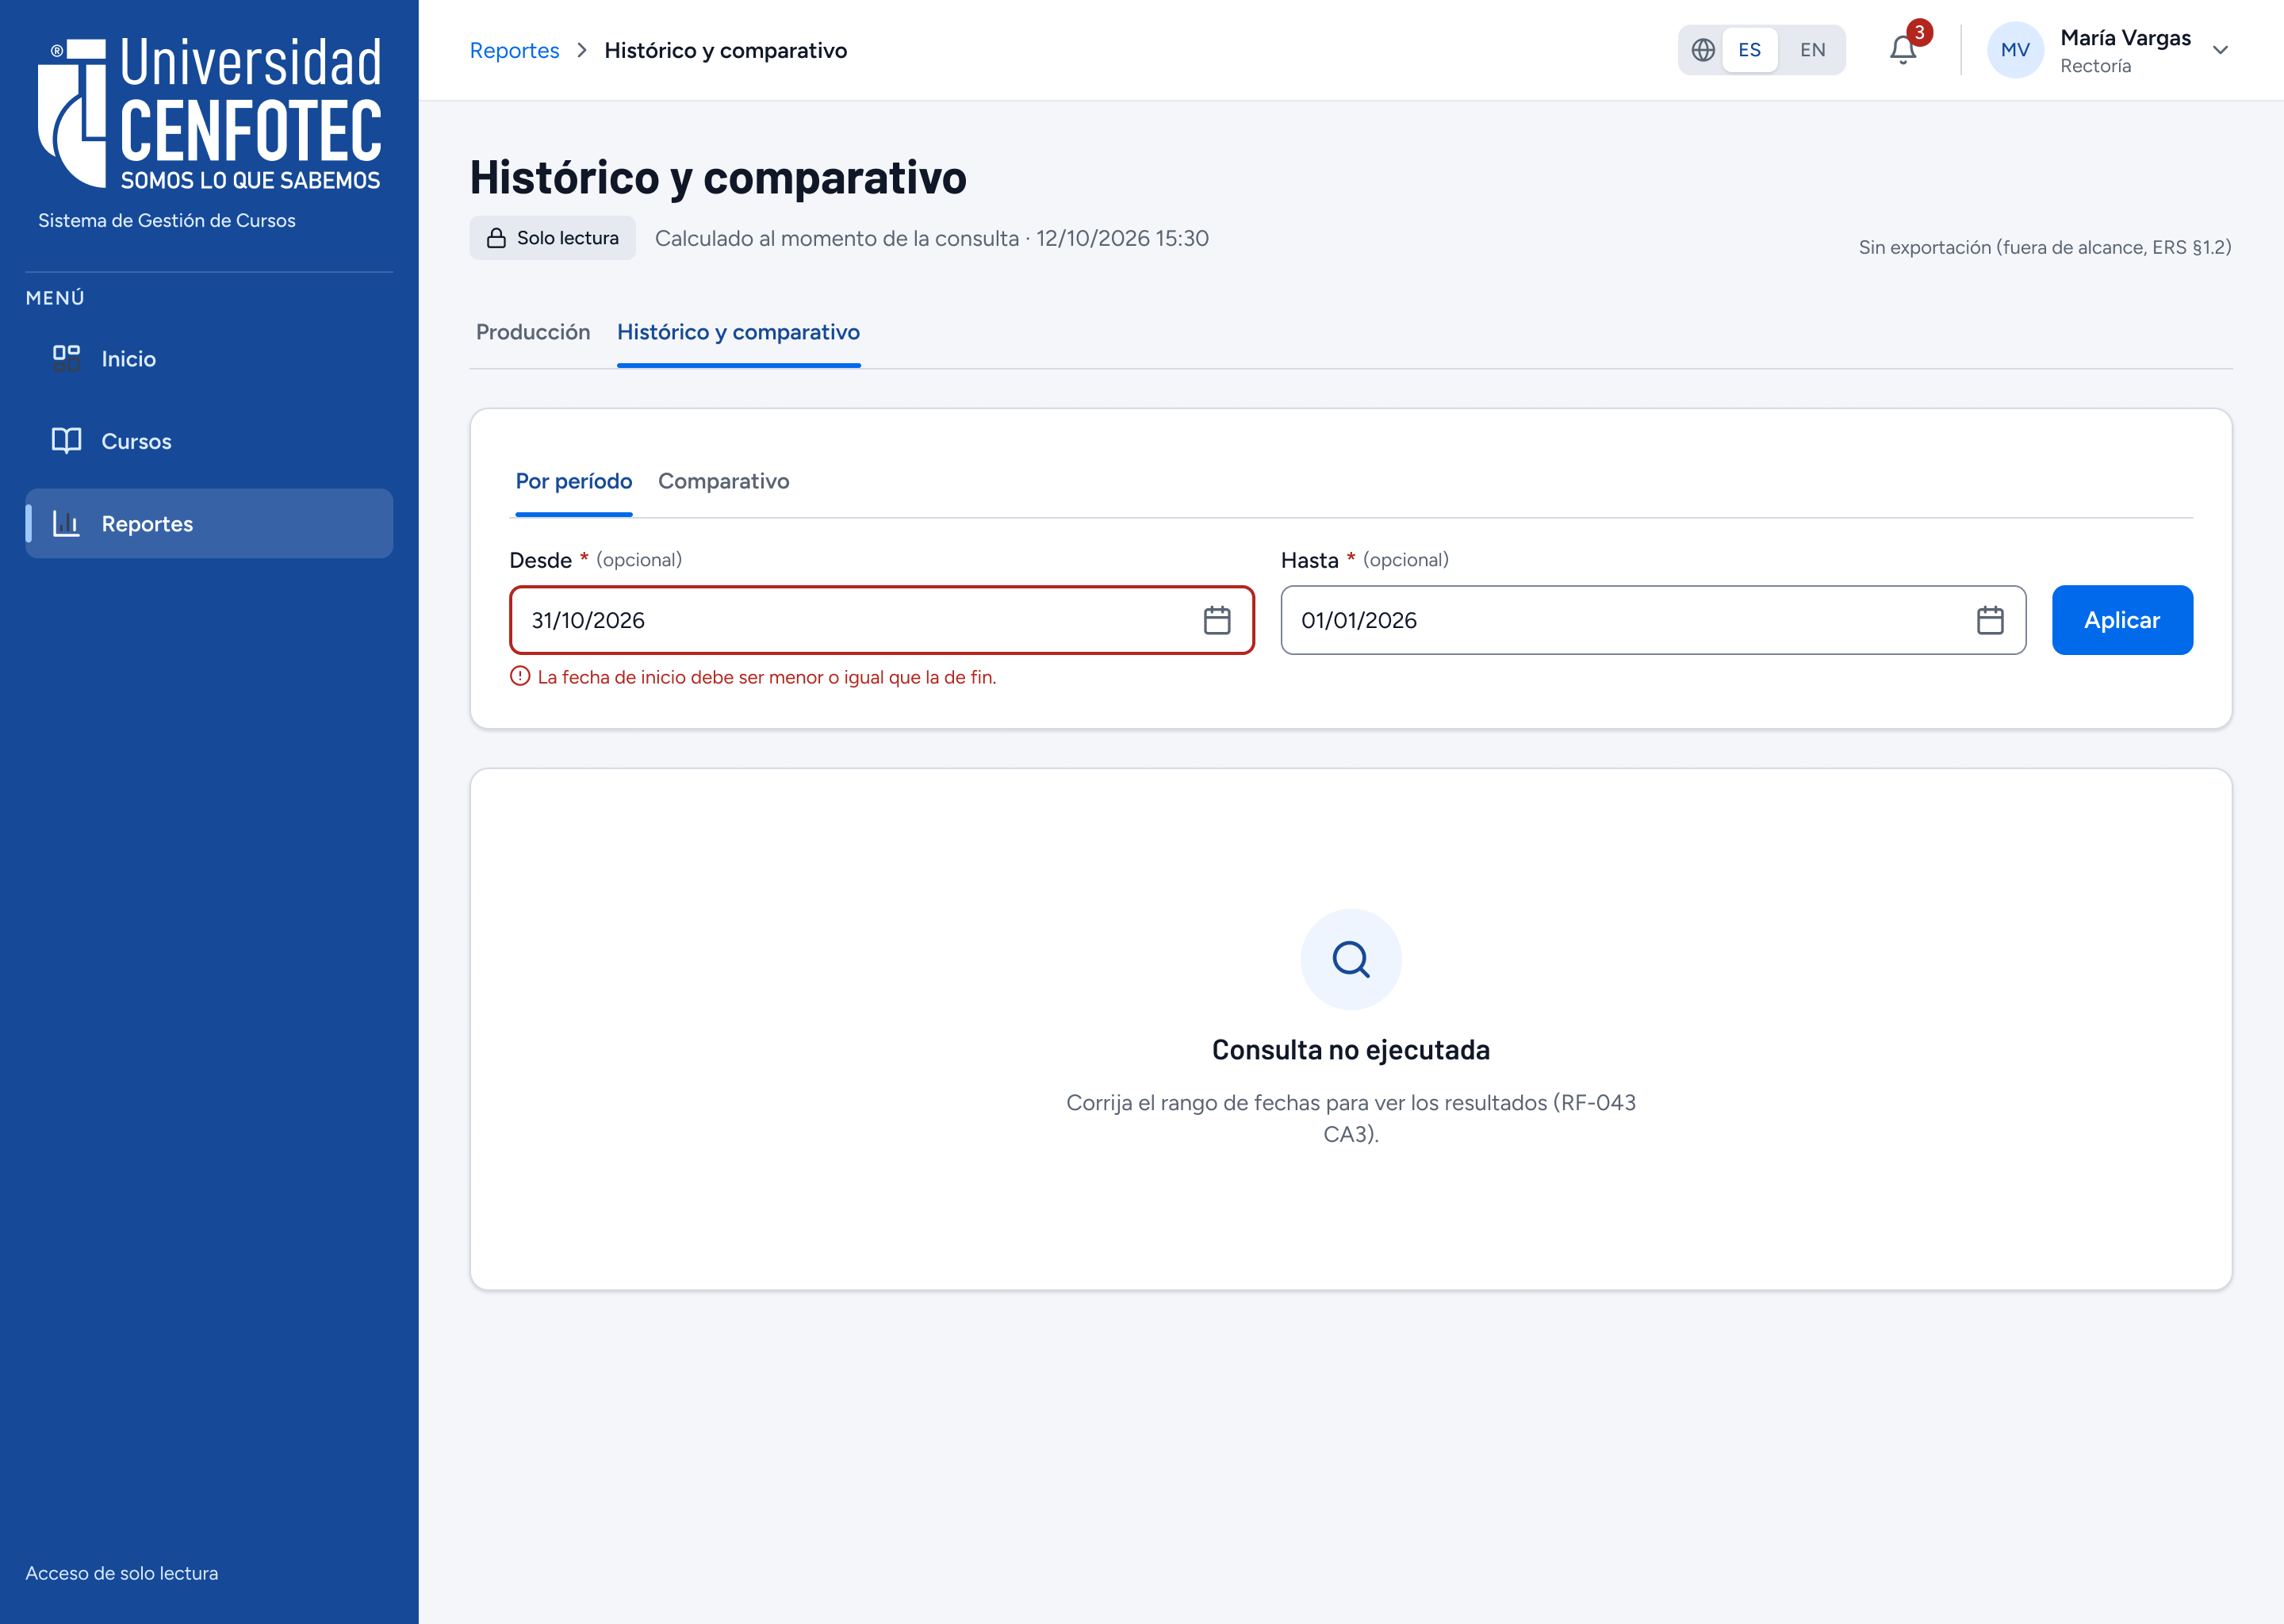 ® Universidad
CENFOTEC
SOMOS LO QUE SABEMOS
Sistema de Gestión de Cursos
MENÚ
Inicio
Cursos
Reportes
Acceso de solo lectura
Reportes > Histórico y comparativo
ES EN
3
MV
María Vargas
Rectoría
Histórico y comparativo
Solo lectura
Calculado al momento de la consulta · 12/10/2026 15:30
Sin exportación (fuera de alcance, ERS §1.2)
Producción Histórico y comparativo
Por período Comparativo
Desde * (opcional)
31/10/2026
La fecha de inicio debe ser menor o igual que la de fin.
Hasta * (opcional)
01/01/2026
Aplicar
Consulta no ejecutada
Corrija el rango de fechas para ver los resultados (RF-043
CA3).